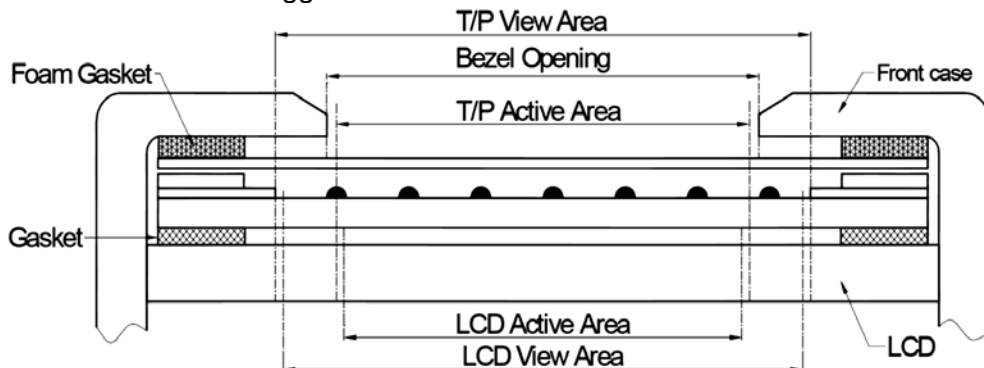 T/P View Area
Bezel Opening
Foam Gasket
Front case
T/P Active Area
Gasket
LCD Active Area
LCD View Area
LCD